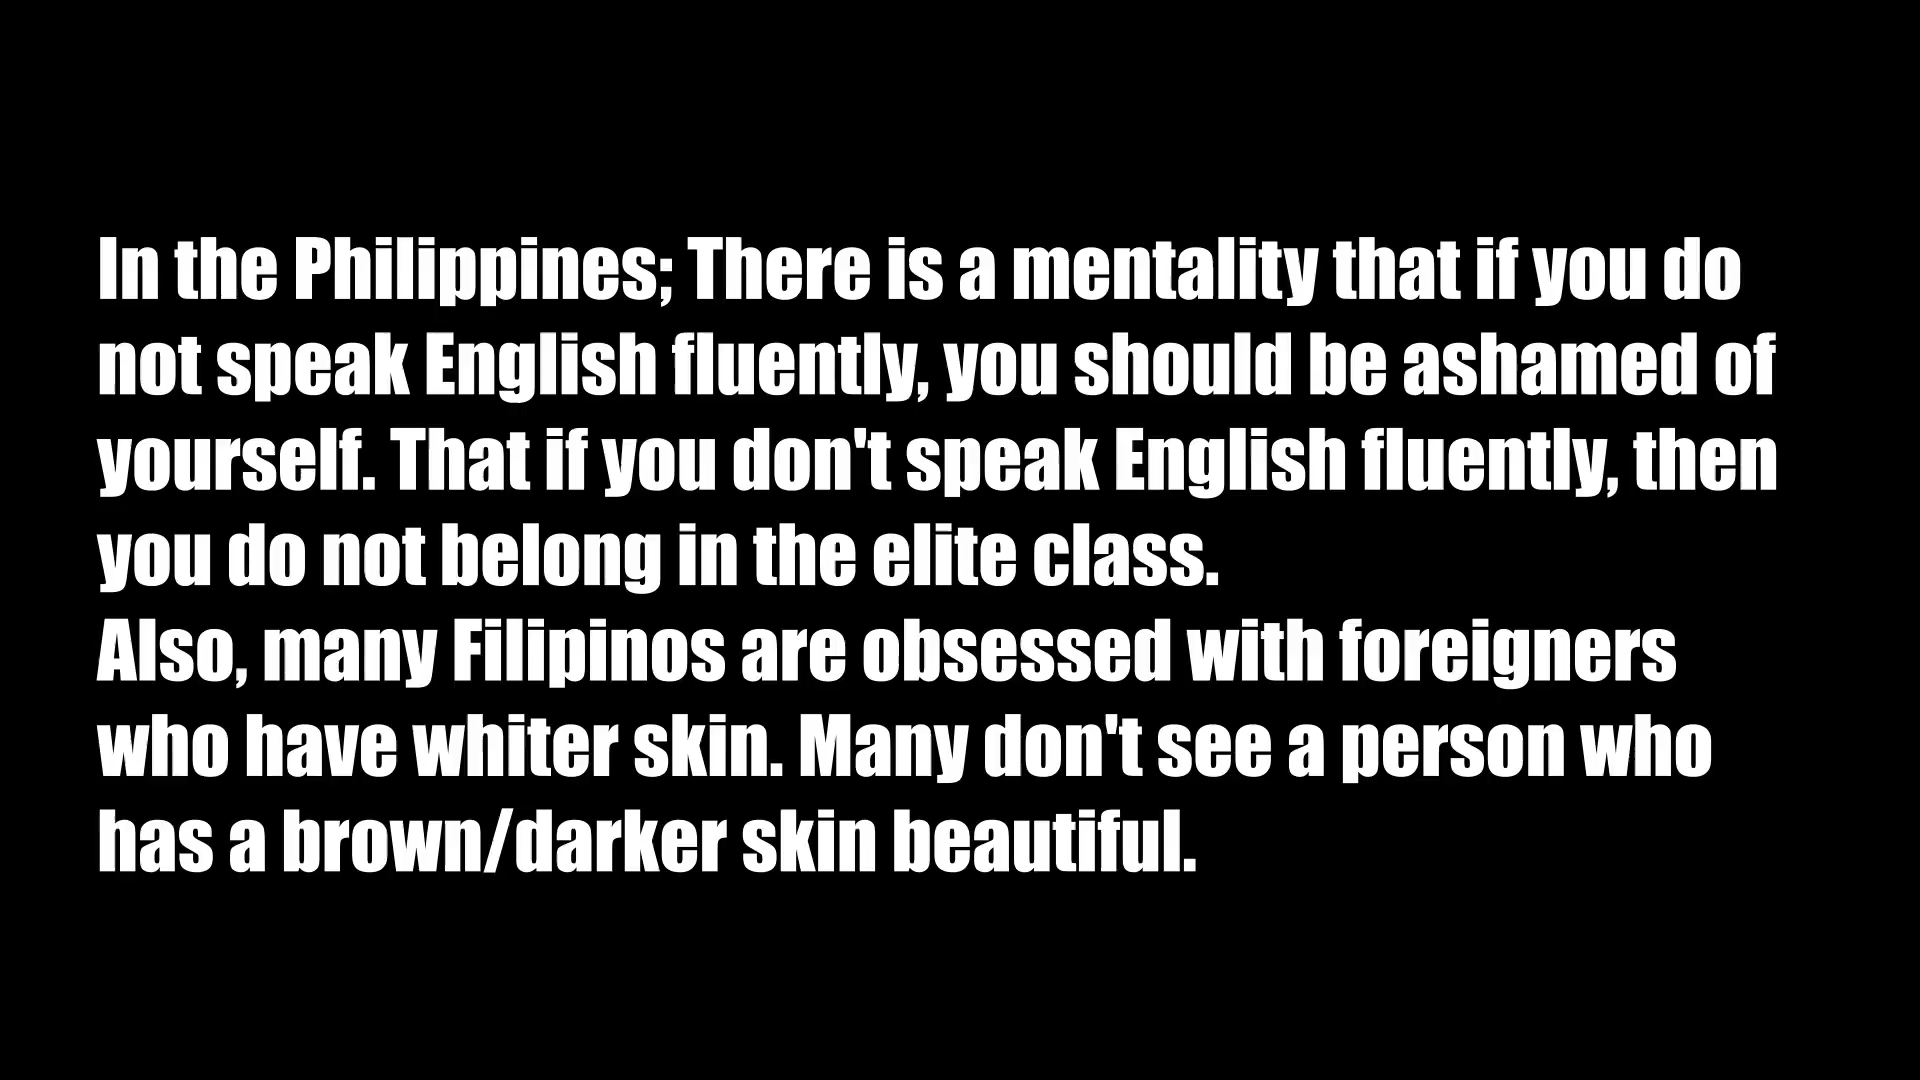 In the Philippines; There is a mentality that if you do
not speak English fluently, you should be ashamed of
yourself. That if you don't speak English fluently, then
you do not belong in the elite class.
Also, many Filipinos are obsessed with foreigners
who have whiter skin. Many don't see a person who
has a brown/darker skin beautiful.